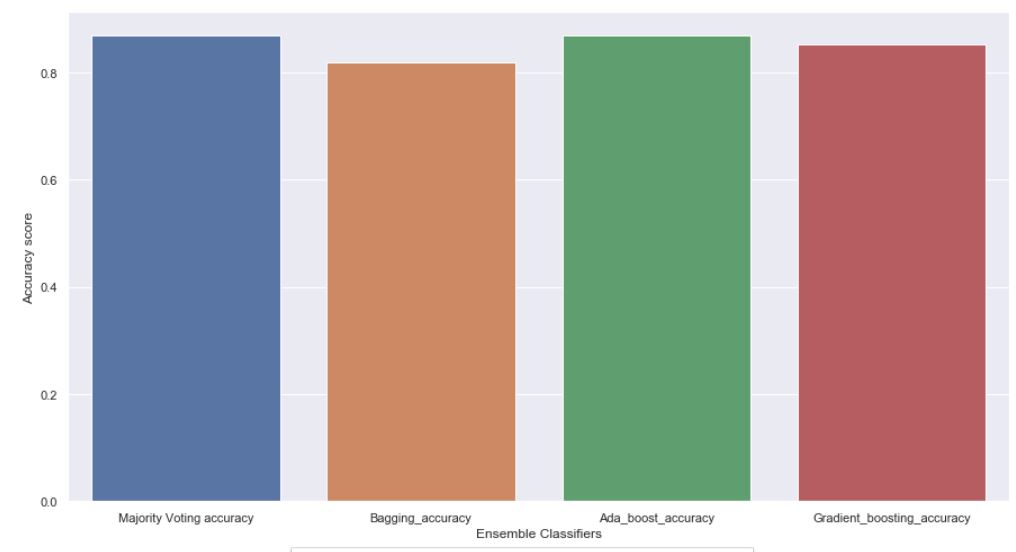 0.8
0.6
0.4
0.2
0.0
Accuracy score
Majority Voting accuracy Bagging_accuracy Ada_boost_accuracy Gradient_boosting_accuracy
Ensemble Classifiers